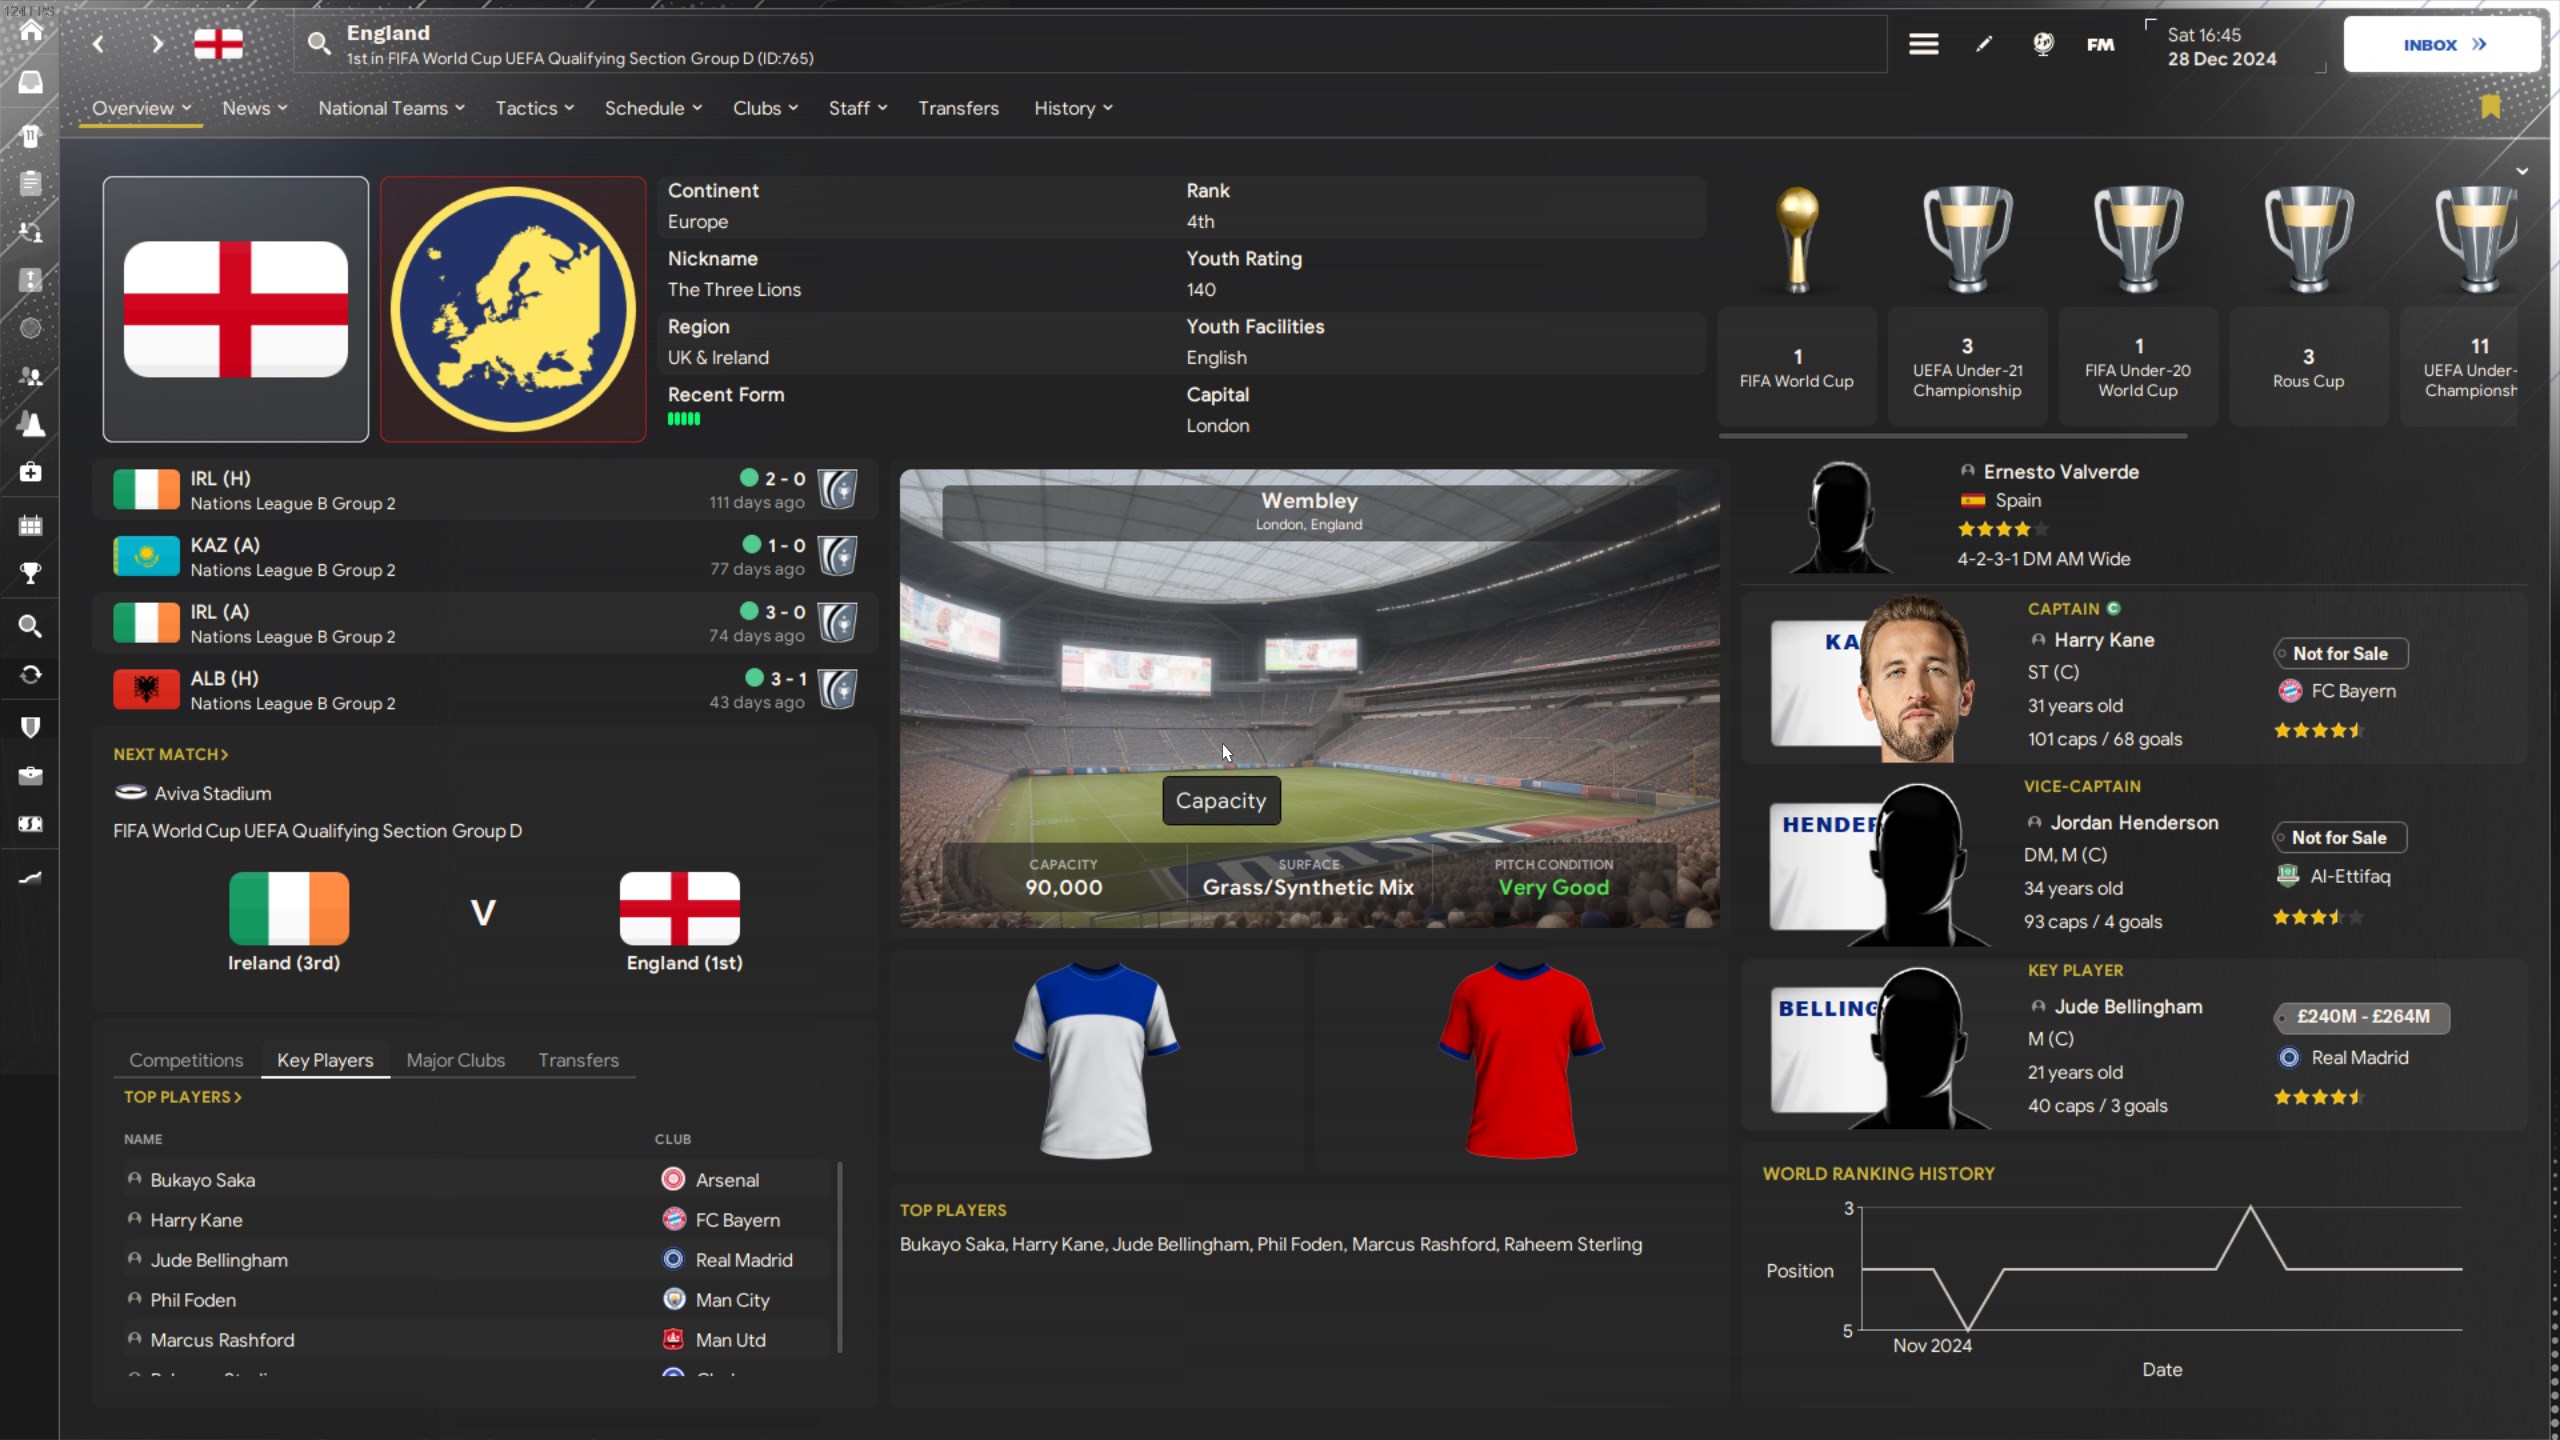 124 FPS
England
1st in FIFA World Cup UEFA Qualifying Section Group D (ID:765)
FM
Sat 16:45
28 Dec 2024
INBOX
Overview
News
National Teams
Tactics
Schedule
Clubs
Staff
Transfers
History
11
Continent
Europe
Rank
4th
Nickname
The Three Lions
Youth Rating
140
Region
UK & Ireland
Youth Facilities
English
Recent Form
Capital
London
1
FIFA World Cup
3
UEFA Under-21
Championship
1
FIFA Under-20
World Cup
3
Rous Cup
11
UEFA Under-
Championsh
IRL (H)
Nations League B Group 2
2 - 0
111 days ago
KAZ (A)
Nations League B Group 2
1 - 0
77 days ago
IRL (A)
Nations League B Group 2
3 - 0
74 days ago
ALB (H)
Nations League B Group 2
3 - 1
43 days ago
NEXT MATCH>
Aviva Stadium
FIFA World Cup UEFA Qualifying Section Group D
V
Ireland (3rd)
England (1st)
Competitions
Key Players
Major Clubs
Transfers
TOP PLAYERS>
NAME
CLUB
Bukayo Saka
Arsenal
Harry Kane
FC Bayern
Jude Bellingham
Real Madrid
Phil Foden
Man City
Marcus Rashford
Man Utd
Wembley
London, England
Capacity
CAPACITY
90,000
SURFACE
Grass/Synthetic Mix
PITCH CONDITION
Very Good
TOP PLAYERS
Bukayo Saka, Harry Kane, Jude Bellingham, Phil Foden, Marcus Rashford, Raheem Sterling
Ernesto Valverde
Spain
4-2-3-1 DM AM Wide
KA
CAPTAIN C
Harry Kane
ST (C)
31 years old
101 caps / 68 goals
Not for Sale
FC Bayern
HENDER
VICE-CAPTAIN
Jordan Henderson
DM, M (C)
34 years old
93 caps / 4 goals
Not for Sale
Al-Ettifaq
BELLING
KEY PLAYER
Jude Bellingham
M (C)
21 years old
40 caps / 3 goals
£240M - £264M
Real Madrid
WORLD RANKING HISTORY
3
Position
5
Nov 2024
Date